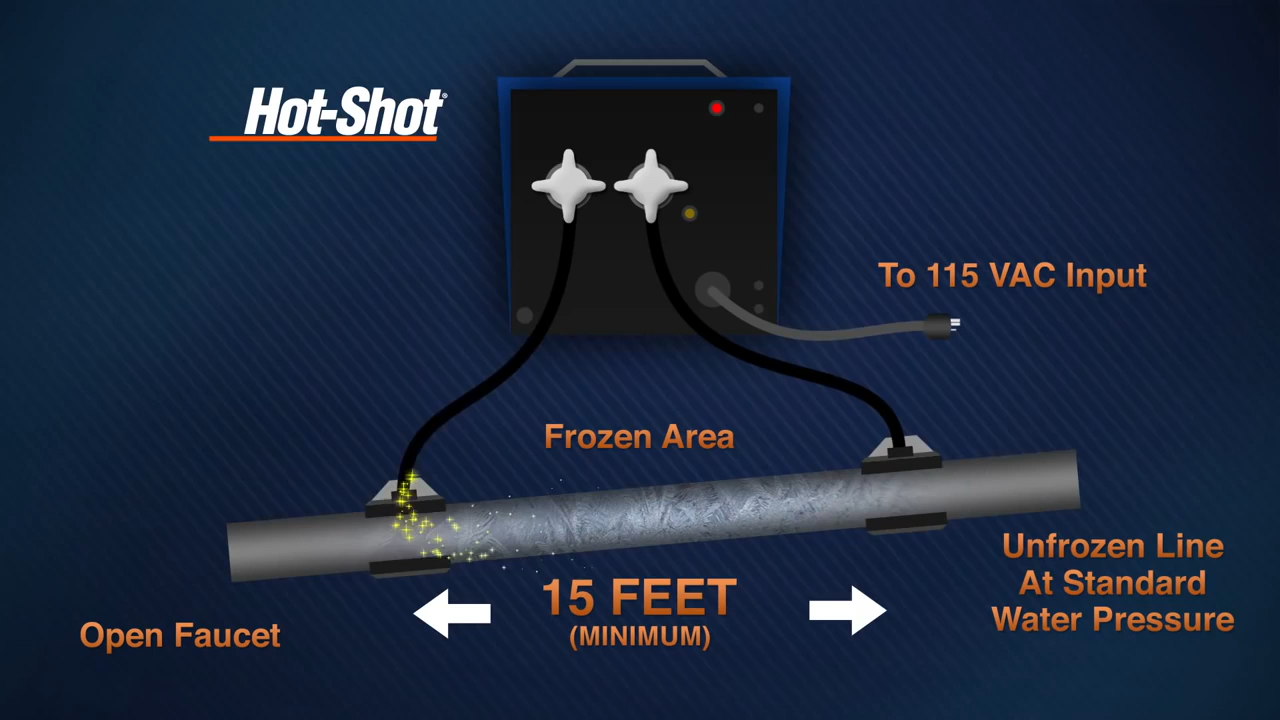 Hot-Shot®
To 115 VAC Input
Frozen Area
15 FEET
(MINIMUM)
Open Faucet
Unfrozen Line
At Standard
Water Pressure